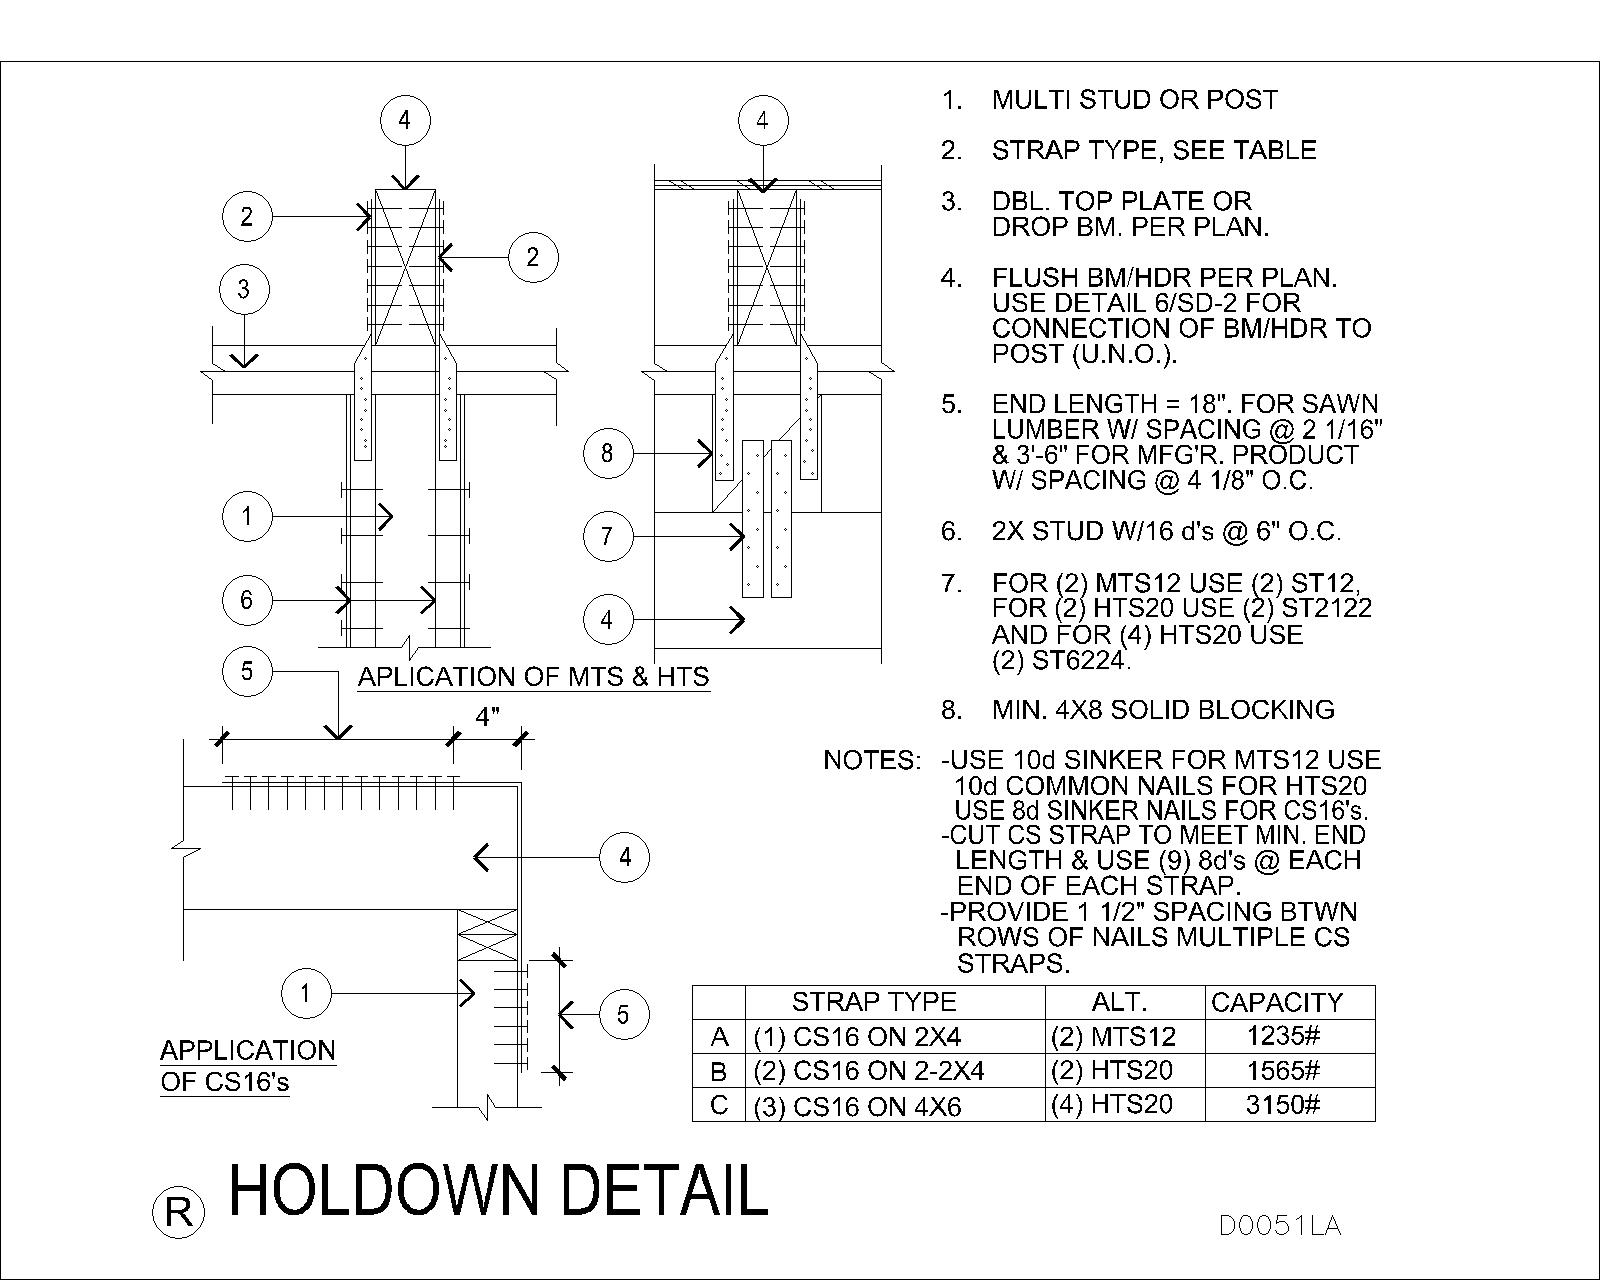 4
4
2
2
3
8
1
7
6
4
5
APLICATION OF MTS & HTS
4"
4
1
5
APPLICATION
OF CS16's
1. MULTI STUD OR POST
2. STRAP TYPE, SEE TABLE
3. DBL. TOP PLATE OR
DROP BM. PER PLAN.
4. FLUSH BM/HDR PER PLAN.
USE DETAIL 6/SD-2 FOR
CONNECTION OF BM/HDR TO
POST (U.N.O.).
5. END LENGTH = 18". FOR SAWN
LUMBER W/ SPACING @ 2 1/16"
& 3'-6" FOR MFG'R. PRODUCT
W/ SPACING @ 4 1/8" O.C.
6. 2X STUD W/16 d's @ 6" O.C.
7. FOR (2) MTS12 USE (2) ST12,
FOR (2) HTS20 USE (2) ST2122
AND FOR (4) HTS20 USE
(2) ST6224.
8. MIN. 4X8 SOLID BLOCKING
NOTES: -USE 10d SINKER FOR MTS12 USE
10d COMMON NAILS FOR HTS20
USE 8d SINKER NAILS FOR CS16's.
-CUT CS STRAP TO MEET MIN. END
LENGTH & USE (9) 8d's @ EACH
END OF EACH STRAP.
-PROVIDE 1 1/2" SPACING BTWN
ROWS OF NAILS MULTIPLE CS
STRAPS.
STRAP TYPE ALT. CAPACITY
A (1) CS16 ON 2X4 (2) MTS12 1235#
B (2) CS16 ON 2-2X4 (2) HTS20 1565#
C (3) CS16 ON 4X6 (4) HTS20 3150#
R HOLDOWN DETAIL
D0051LA